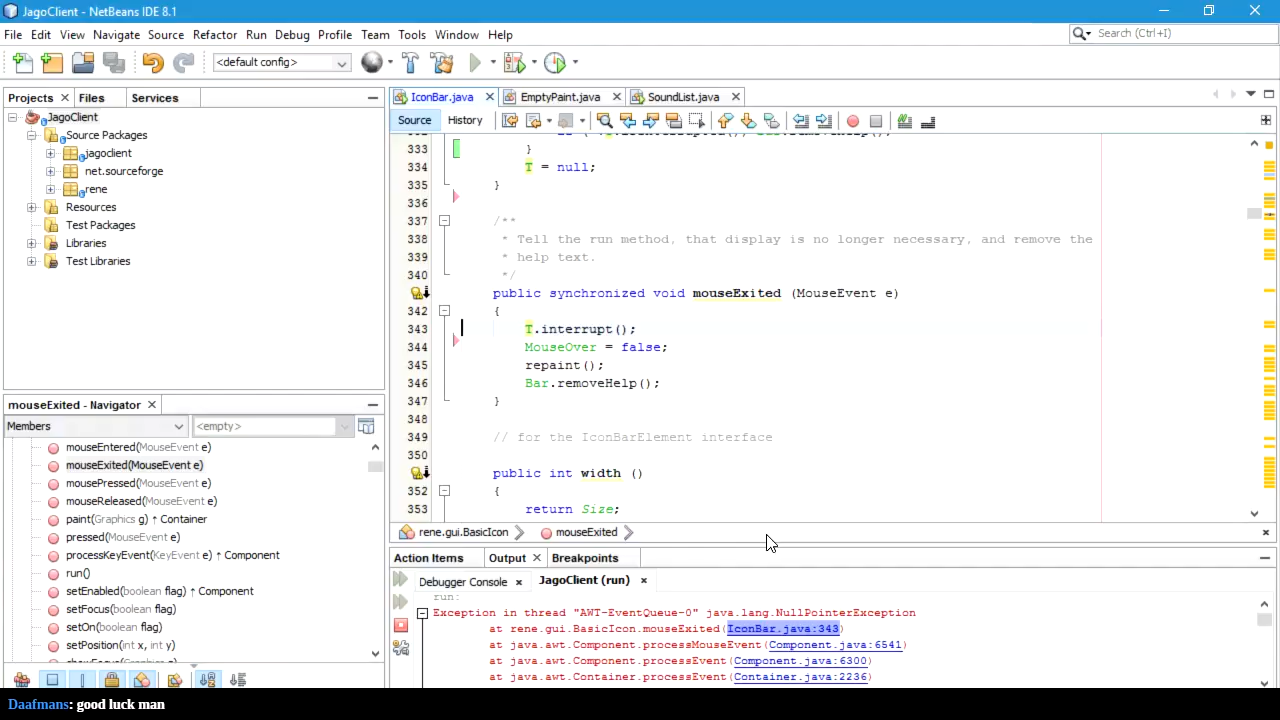 JagoClient - NetBeans IDE 8.1
File Edit View Navigate Source Refactor Run Debug Profile Team Tools Window Help
Search (Ctrl+I)
<default config>
Projects Files Services
JagoClient
Source Packages
jagoclient
net.sourceforge
rene
Resources
Test Packages
Libraries
Test Libraries
mouseExited - Navigator
Members <empty>
mouseEntered(MouseEvent e)
mouseExited(MouseEvent e)
mousePressed(MouseEvent e)
mouseReleased(MouseEvent e)
paint(Graphics g) ↑ Container
pressed(MouseEvent e)
processKeyEvent(KeyEvent e) ↑ Component
run()
setEnabled(boolean flag) ↑ Component
setFocus(boolean flag)
setOn(boolean flag)
setPosition(int x, int y)
IconBar.java EmptyPaint.java SoundList.java
Source History
333 }
334 T = null;
335 }
336
337 /**
338 * Tell the run method, that display is no longer necessary, and remove the
339 * help text.
340 */
public synchronized void mouseExited (MouseEvent e)
342 {
343 T.interrupt();
344 MouseOver = false;
345 repaint();
346 Bar.removeHelp();
347 }
348
349 // for the IconBarElement interface
350
public int width ()
352 {
353 return Size;
rene.gui.BasicIcon mouseExited
Action Items Output Breakpoints
Debugger Console JagoClient (run)
run:
Exception in thread "AWT-EventQueue-0" java.lang.NullPointerException
at rene.gui.BasicIcon.mouseExited(IconBar.java:343)
at java.awt.Component.processMouseEvent(Component.java:6541)
at java.awt.Component.processEvent(Component.java:6300)
at java.awt.Container.processEvent(Container.java:2236)
Daafmans: good luck man